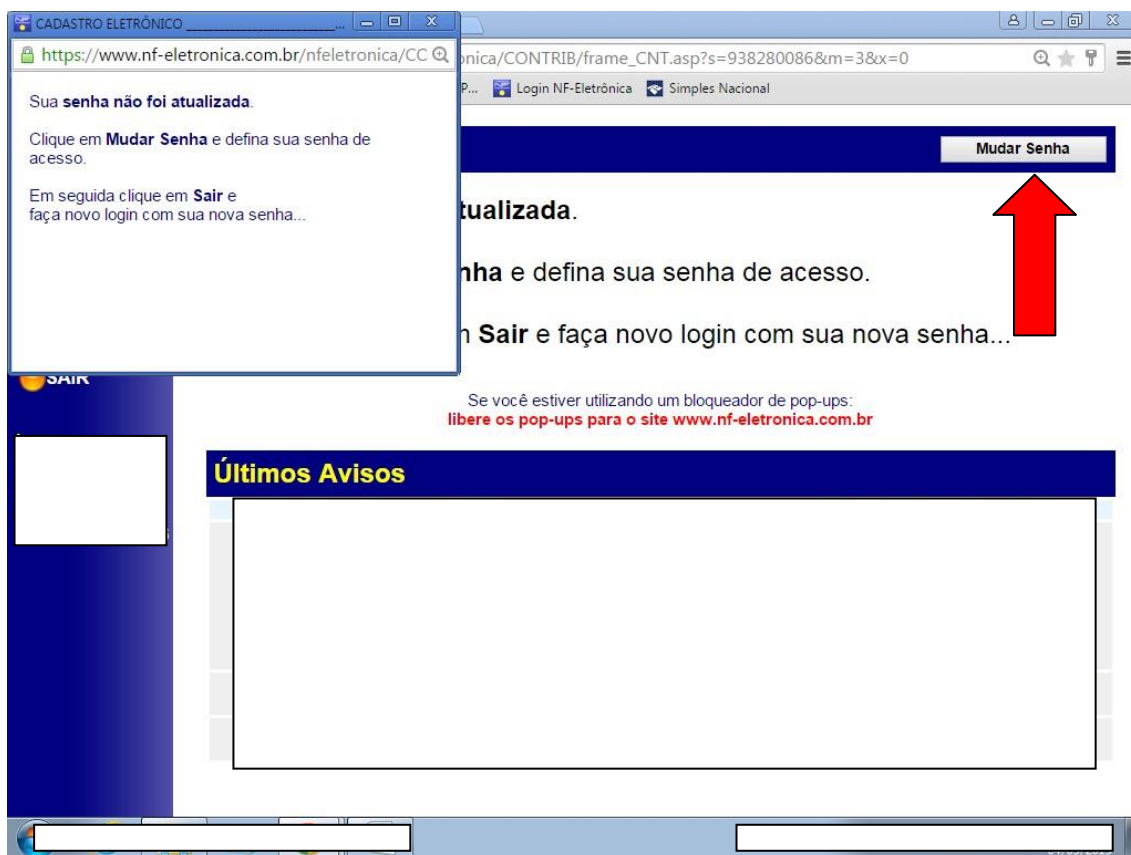 CADASTRO ELETRÔNICO
https://www.nf-eletronica.com.br/nfeletronica/CC
Sua senha não foi atualizada.
Clique em Mudar Senha e defina sua senha de
acesso.
Em seguida clique em Sair e
faça novo login com sua nova senha...
onica/CONTRIB/frame_CNT.asp?s=938280086&m=3&x=0
P... Login NF-Eletrônica Simples Nacional
Mudar Senha
tualizada.
nha e defina sua senha de acesso.
Sair e faça novo login com sua nova senha...
SAIR
Se você estiver utilizando um bloqueador de pop-ups:
libere os pop-ups para o site www.nf-eletronica.com.br
Últimos Avisos